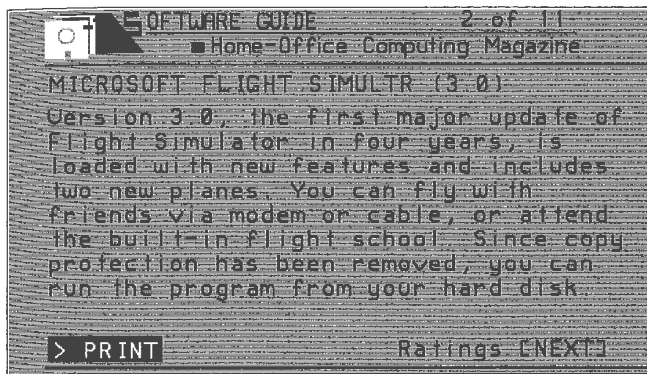 SOFTWARE GUIDE 2 of 11
Home-Office Computing Magazine
MICROSOFT FLIGHT SIMULTR (3.0)
Version 3.0, the first major update of
Flight Simulator in four years, is
loaded with new features and includes
two new planes. You can fly with
friends via modem or cable, or attend
the built-in flight school. Since copy
protection has been removed, you can
run the program from your hard disk.
> PRINT Ratings [NEXT]